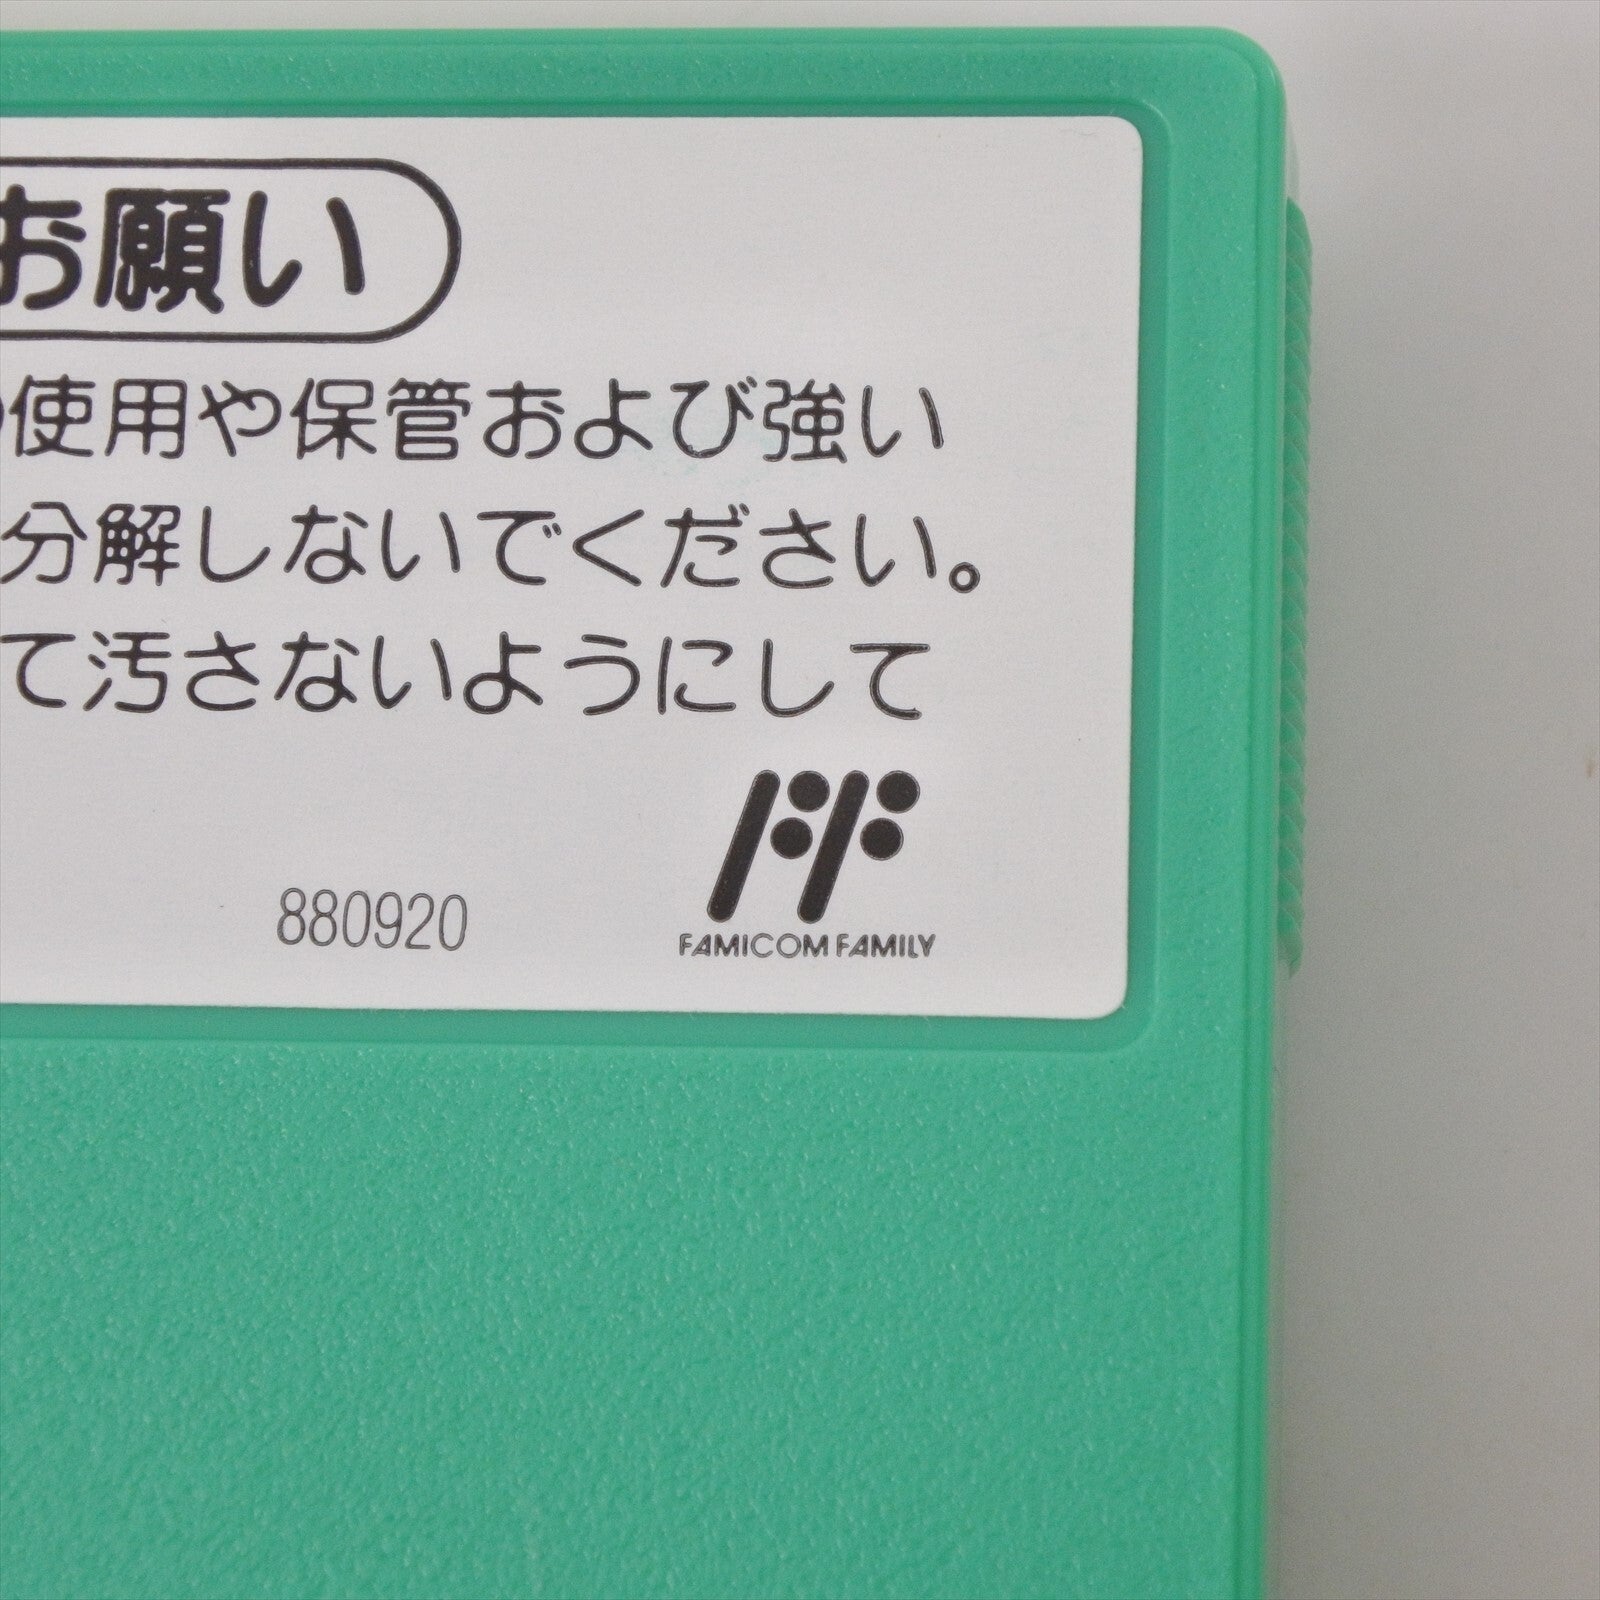 お願い
使用や保管および強い
分解しないでください。
て汚さないようにして
880920
FAMICOM FAMILY